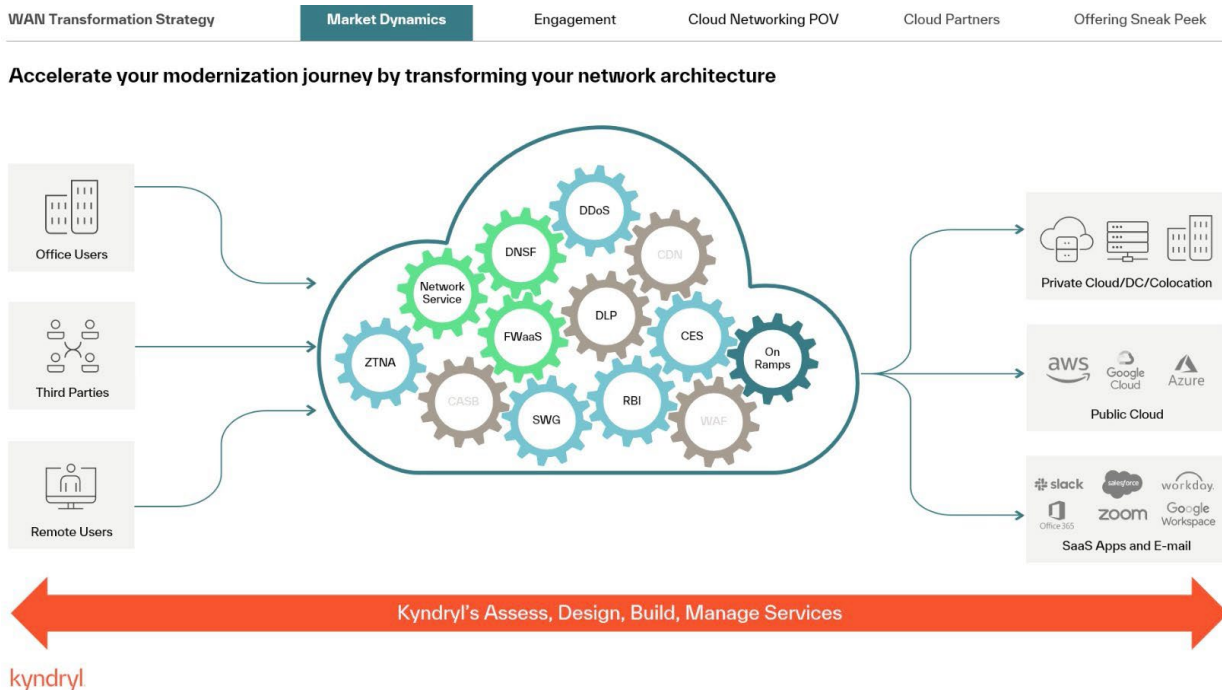 WAN Transformation Strategy
Market Dynamics
Engagement
Cloud Networking POV
Cloud Partners
Offering Sneak Peek
Accelerate your modernization journey by transforming your network architecture
Office Users
Third Parties
Remote Users
DDoS
DNSF
CDN
Network
Service
DLP
FWaaS
CES
ZTNA
On
Ramps
CASB
SWG
RBI
WAF
Private Cloud/DC/Colocation
aws
Google
Cloud
Azure
Public Cloud
slack
salesforce
workday.
Office 365
zoom
Google
Workspace
SaaS Apps and E-mail
Kyndryl's Assess, Design, Build, Manage Services
kyndryl